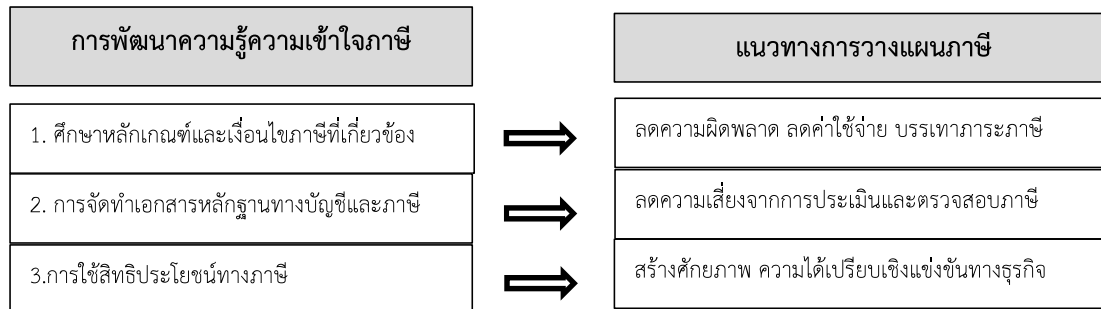 การพัฒนาความรู้ความเข้าใจภาษี
แนวทางการวางแผนภาษี
1. ศึกษาหลักเกณฑ์และเงื่อนไขภาษีที่เกี่ยวข้อง
ลดความผิดพลาด ลดค่าใช้จ่าย บรรเทาภาระภาษี
2. การจัดทำเอกสารหลักฐานทางบัญชีและภาษี
ลดความเสี่ยงจากการประเมินและตรวจสอบภาษี
3.การใช้สิทธิประโยชน์ทางภาษี
สร้างศักยภาพ ความได้เปรียบเชิงแข่งขันทางธุรกิจ